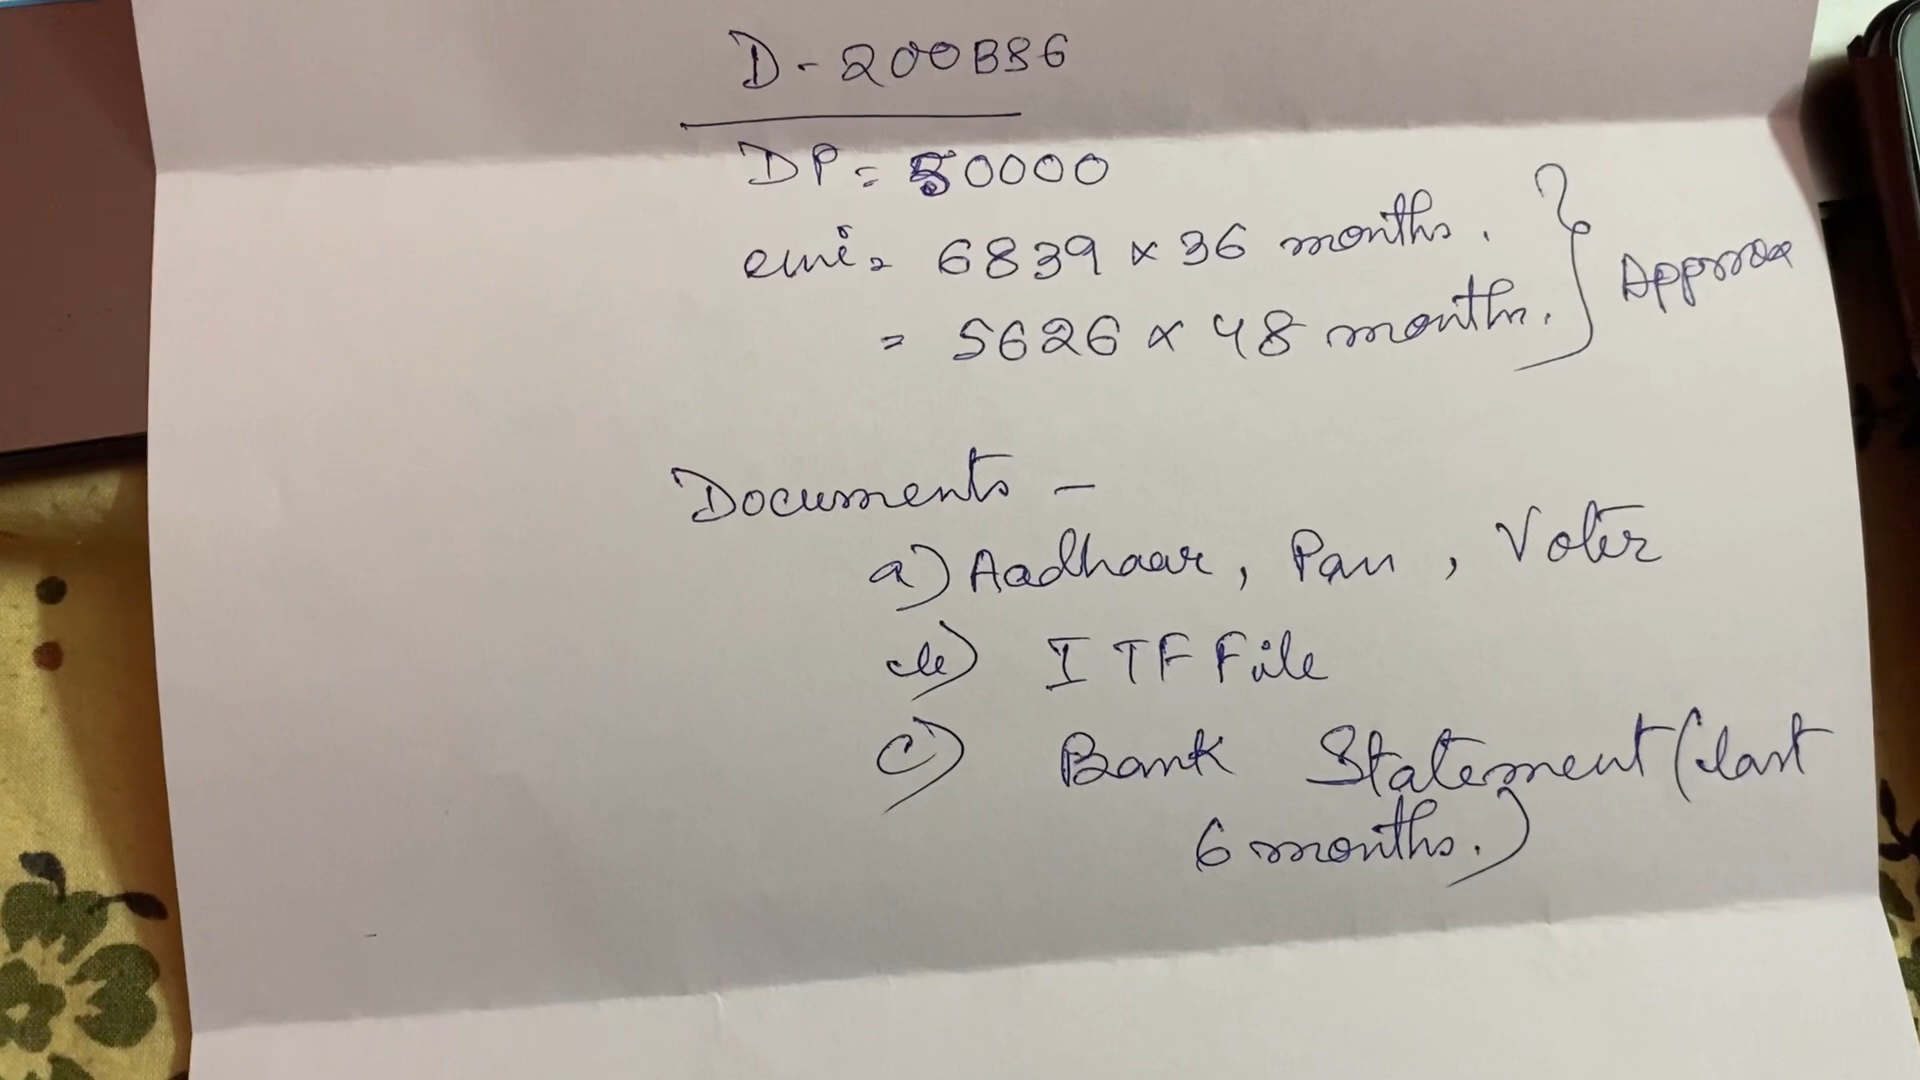 D - 200BS6
DP = 50000
emi = 6839 x 36 months.
= 5626 x 48 months. } Approx
Documents -
a) Aadhaar, Pan, Voter
b) ITF File
c) Bank Statement (last
6 months.)